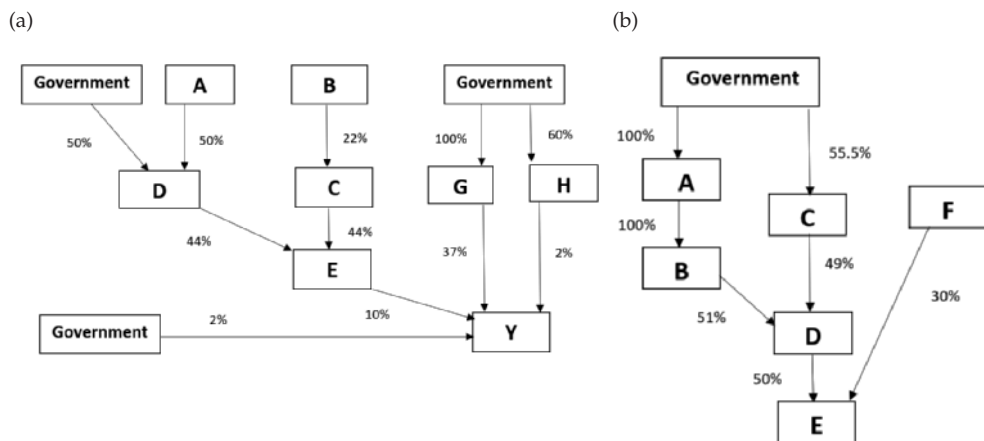 (a)
Government A B Government
50% 50% 22% 100% 60%
D C G H
44% 44% 37% 2%
E
Government 2% 10% Y
(b)
Government
100% 55.5%
A C F
100% 49% 30%
B
51% D
50%
E